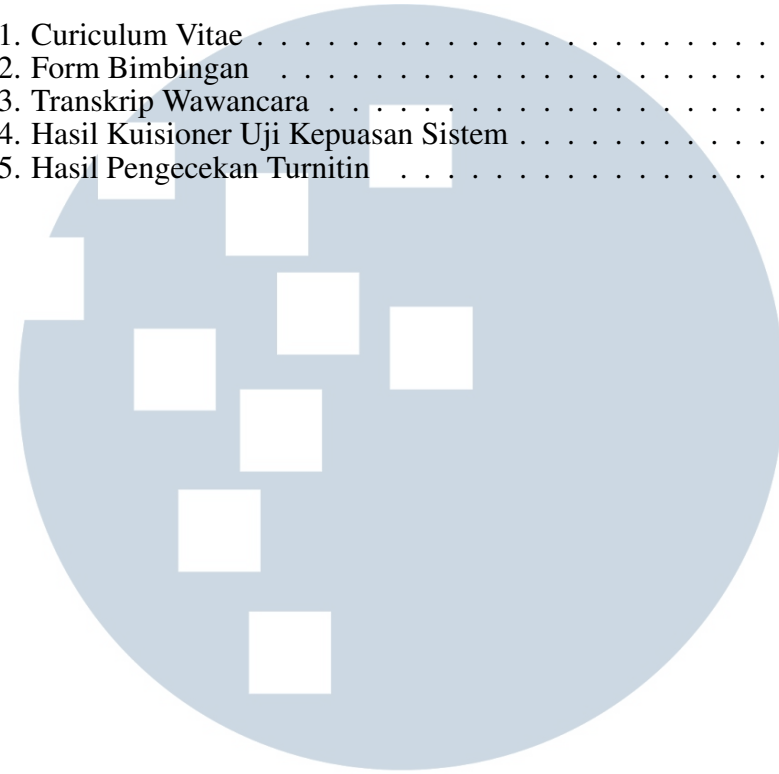 1. Curiculum Vitae . . . . . . . . . . . . . . . . . . . . . .
2. Form Bimbingan . . . . . . . . . . . . . . . . . . . . .
3. Transkrip Wawancara . . . . . . . . . . . . . . . . . . .
4. Hasil Kuisioner Uji Kepuasan Sistem . . . . . . . . . . .
5. Hasil Pengecekan Turnitin . . . . . . . . . . . . . . . .